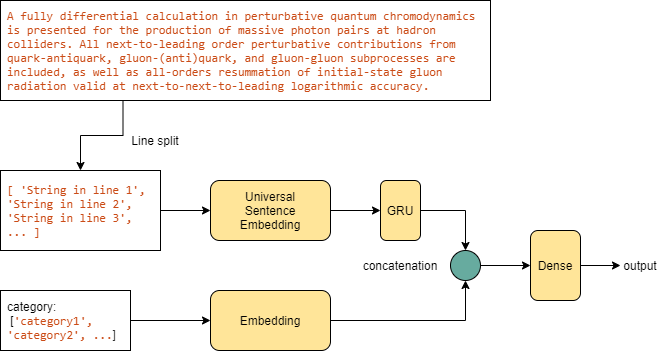 A fully differential calculation in perturbative quantum chromodynamics
is presented for the production of massive photon pairs at hadron
colliders. All next-to-leading order perturbative contributions from
quark-antiquark, gluon-(anti)quark, and gluon-gluon subprocesses are
included, as well as all-orders resummation of initial-state gluon
radiation valid at next-to-next-to-leading logarithmic accuracy.
Line split
[ 'String in line 1',
'String in line 2',
'String in line 3',
... ]
Universal
Sentence
Embedding
GRU
concatenation
Dense
output
category:
['category1',
'category2', ...]
Embedding